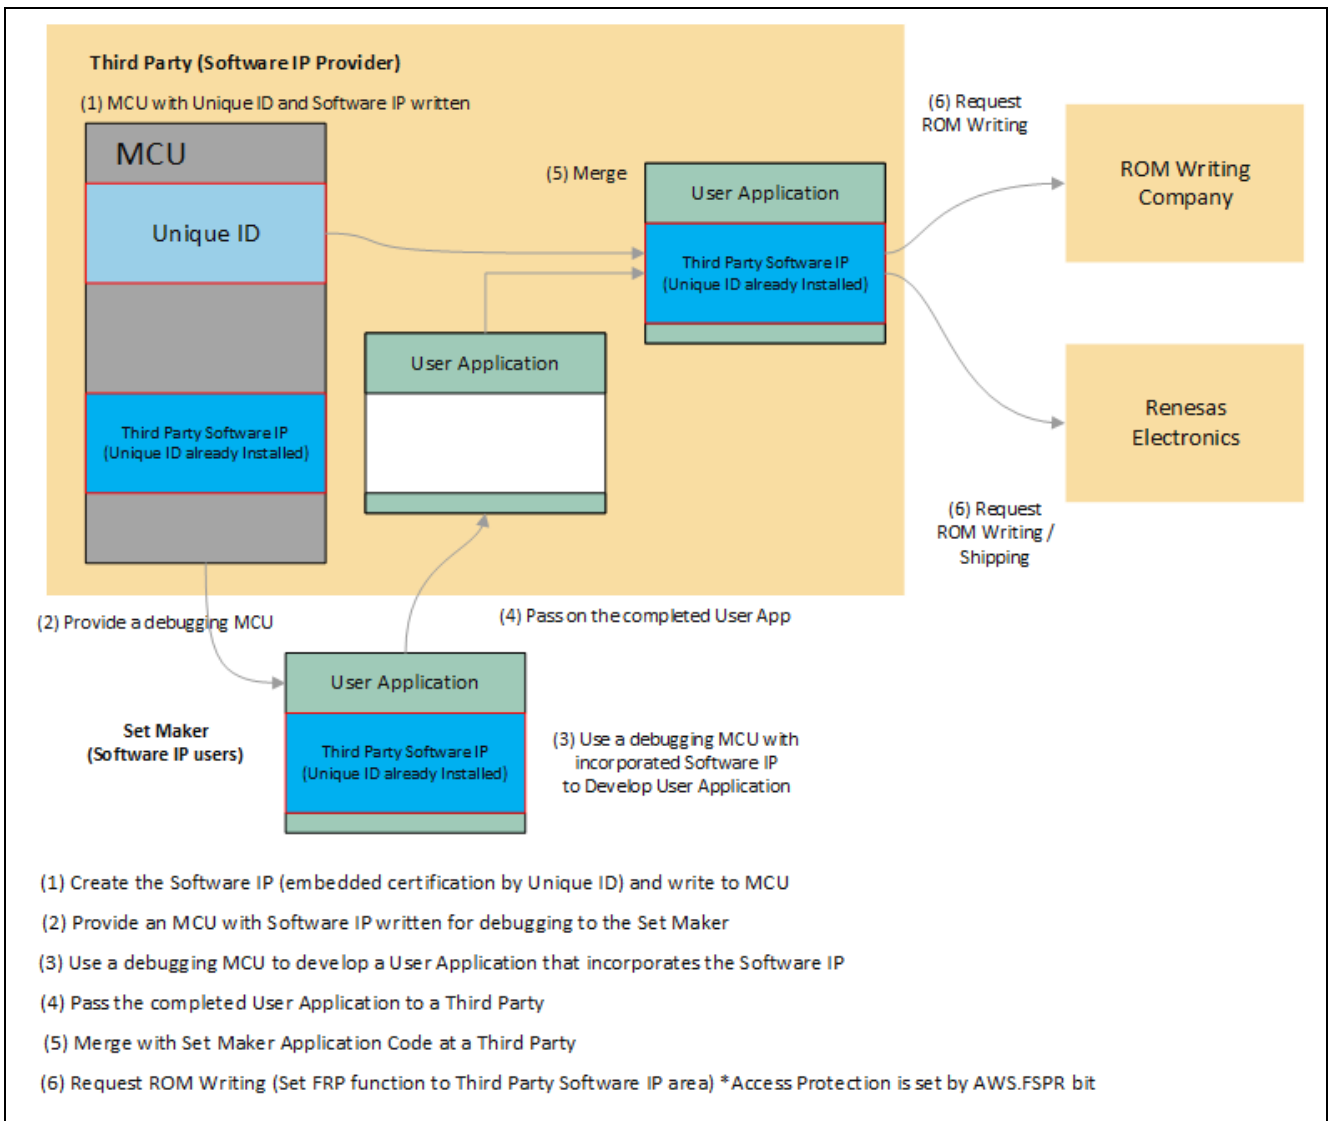 Third Party (Software IP Provider)
(1) MCU with Unique ID and Software IP written
MCU
Unique ID
Third Party Software IP
(Unique ID already Installed)
(5) Merge
User Application
Third Party Software IP
(Unique ID already Installed)
User Application
(6) Request
ROM Writing
ROM Writing
Company
Renesas
Electronics
(6) Request
ROM Writing /
Shipping
(2) Provide a debugging MCU
(4) Pass on the completed User App
User Application
Third Party Software IP
(Unique ID already Installed)
Set Maker
(Software IP users)
(3) Use a debugging MCU with
incorporated Software IP
to Develop User Application
(1) Create the Software IP (embedded certification by Unique ID) and write to MCU
(2) Provide an MCU with Software IP written for debugging to the Set Maker
(3) Use a debugging MCU to develop a User Application that incorporates the Software IP
(4) Pass the completed User Application to a Third Party
(5) Merge with Set Maker Application Code at a Third Party
(6) Request ROM Writing (Set FRP function to Third Party Software IP area) *Access Protection is set by AWS.FSPR bit